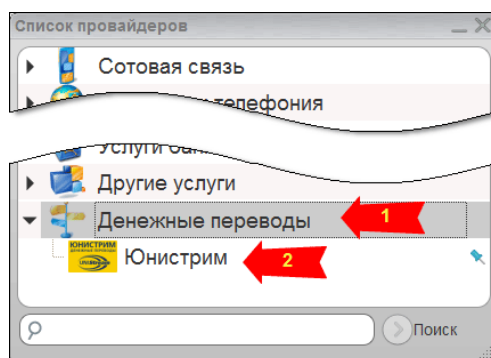 Список провайдеров
Сотовая связь
телефония
Услуги
Другие услуги
Денежные переводы
1
ЮНИСТРИМ
Юнистрим
2
Поиск